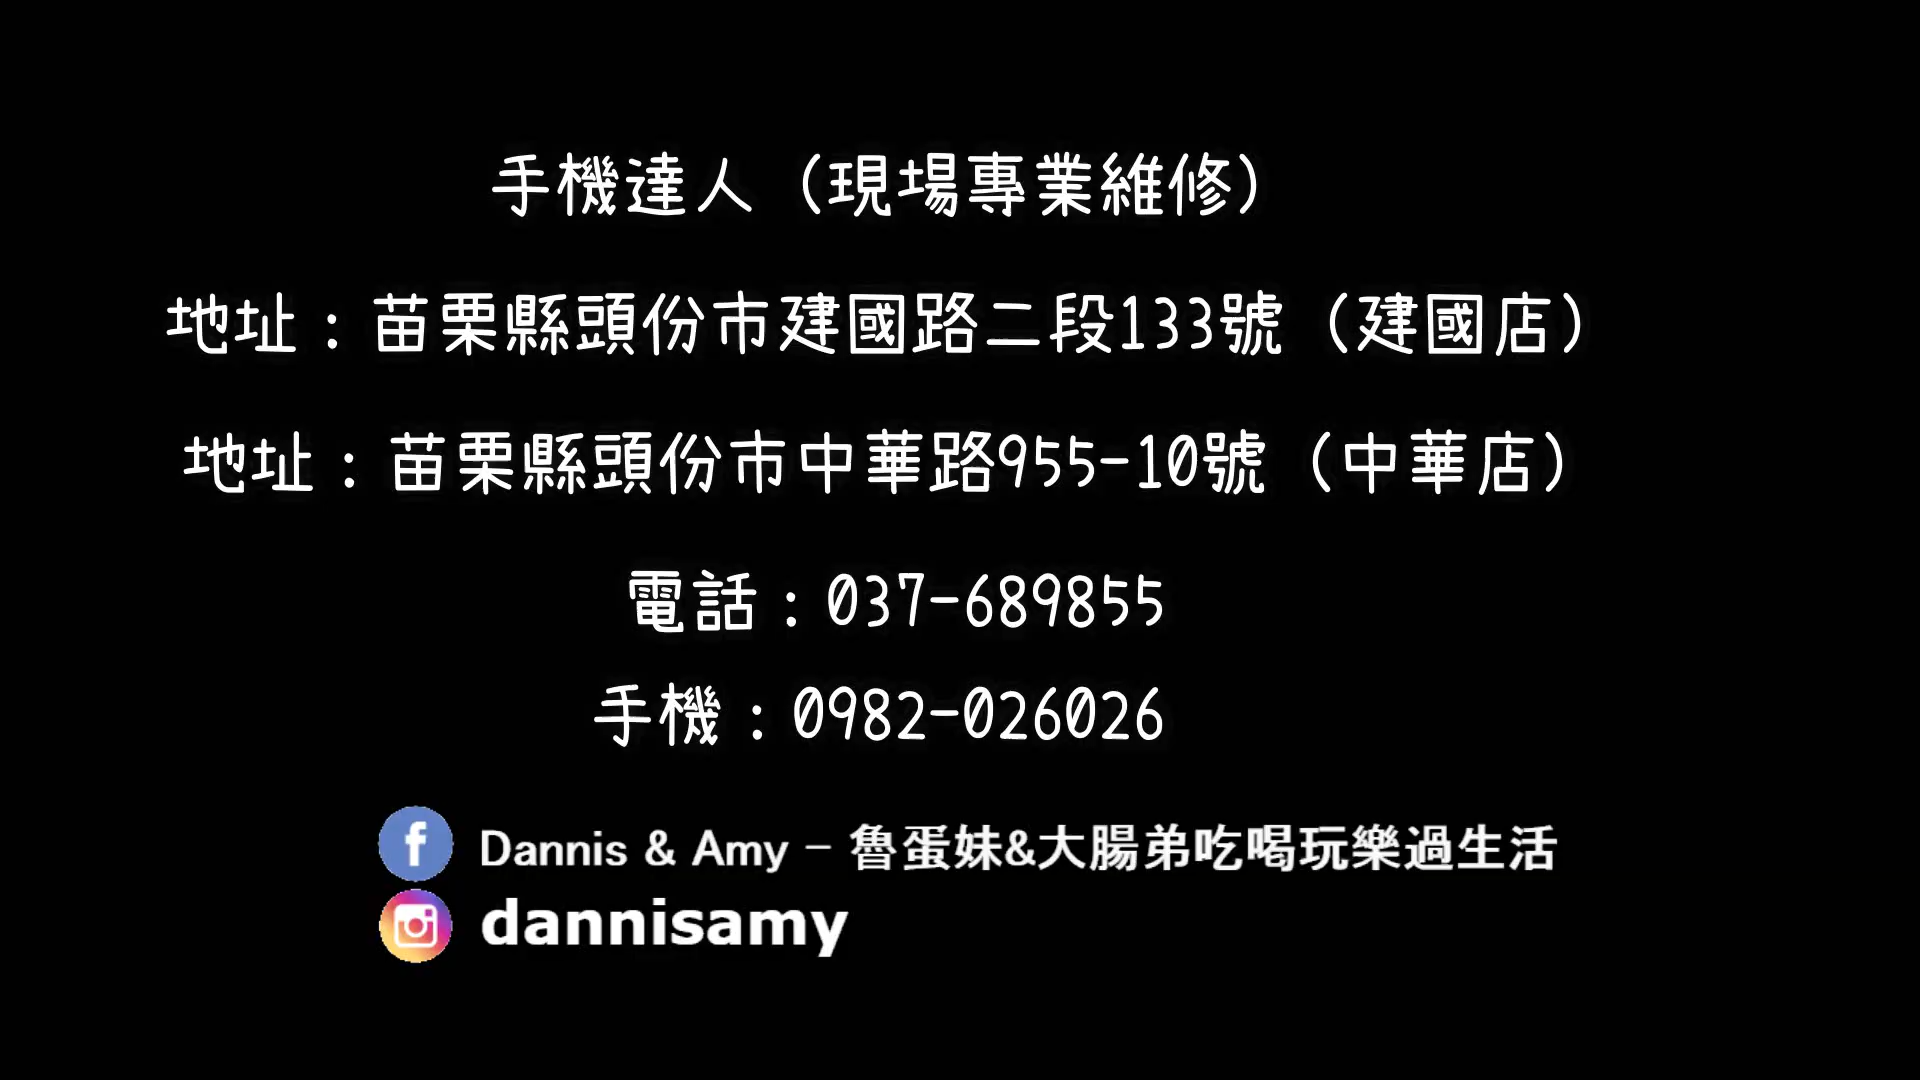 手機達人（現場專業維修）
地址：苗栗縣頭份市建國路二段133號（建國店）
地址：苗栗縣頭份市中華路955-10號（中華店）
電話：037-689855
手機：0982-026026
Dannis & Amy - 魯蛋妹&大腸弟吃喝玩樂過生活
dannisamy